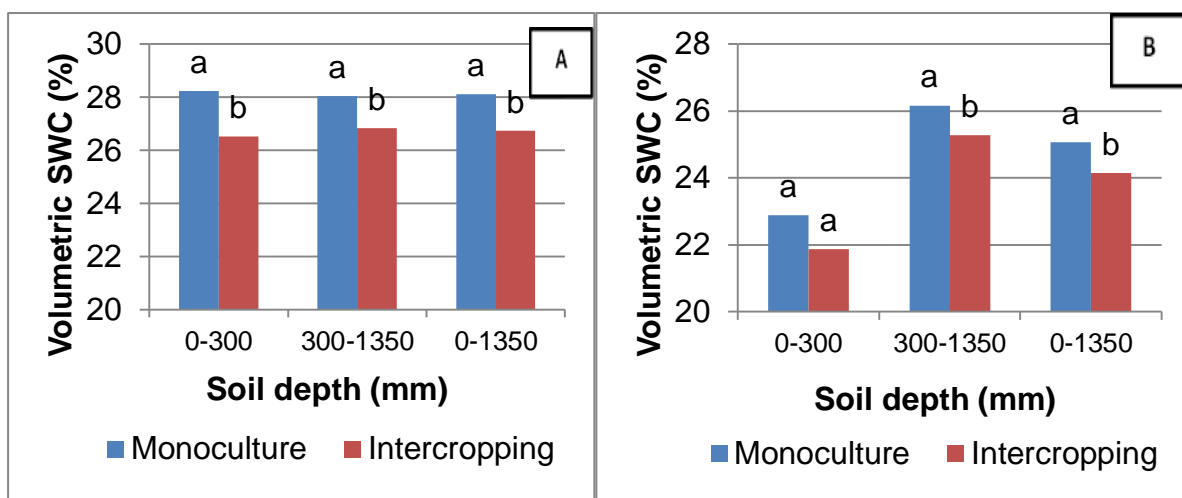 A
Volumetric SWC (%)
30
28
26
24
22
20
a
b
a
b
a
b
0-300
300-1350
0-1350
Soil depth (mm)
Monoculture
Intercropping
B
Volumetric SWC (%)
28
26
24
22
20
a
a
a
b
a
b
0-300
300-1350
0-1350
Soil depth (mm)
Monoculture
Intercropping